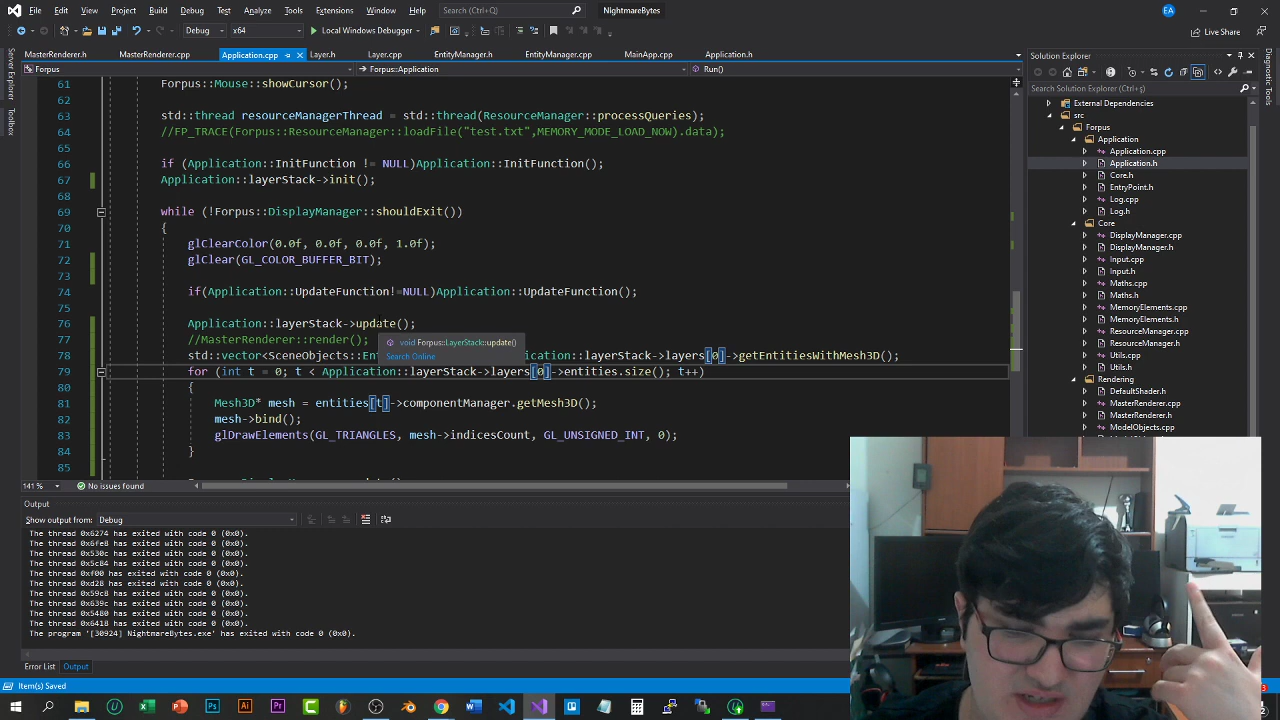 File Edit View Project Build Debug Test Analyze Tools Extensions Window Help Search (Ctrl+Q) NightmareBytes EA
Debug x64 Local Windows Debugger Live Share
MasterRenderer.h MasterRenderer.cpp Application.cpp Layer.h Layer.cpp EntityManager.h EntityManager.cpp MainApp.cpp Application.h
Forpus Forpus::Application Run()
Server Explorer
Toolbox
61 Forpus::Mouse::showCursor();
62
63 std::thread resourceManagerThread = std::thread(Forpus::ResourceManager::processQueries);
64 //FP_TRACE(Forpus::ResourceManager::loadFile("test.txt",MEMORY_MODE_LOAD_NOW).data);
65
66 if (Application::InitFunction != NULL)Application::InitFunction();
67 Application::layerStack->init();
68
69 while (!Forpus::DisplayManager::shouldExit())
70 {
71 glClearColor(0.0f, 0.0f, 0.0f, 1.0f);
72 glClear(GL_COLOR_BUFFER_BIT);
73
74 if(Application::UpdateFunction!=NULL)Application::UpdateFunction();
75
76 Application::layerStack->update();
77 //MasterRenderer::render();
void Forpus::LayerStack::update()
Search Online
78 std::vector<SceneObjects::Ent plication::layerStack->layers[0]->getEntitiesWithMesh3D();
79 for (int t = 0; t < Application::layerStack->layers[0]->entities.size(); t++)
80 {
81 Mesh3D* mesh = entities[t]->componentManager.getMesh3D();
82 mesh->bind();
83 glDrawElements(GL_TRIANGLES, mesh->indicesCount, GL_UNSIGNED_INT, 0);
84 }
85
141 % No issues found
Output
Show output from: Debug
The thread 0x6274 has exited with code 0 (0x0).
The thread 0x6fe8 has exited with code 0 (0x0).
The thread 0x530c has exited with code 0 (0x0).
The thread 0x5c84 has exited with code 0 (0x0).
The thread 0xf00 has exited with code 0 (0x0).
The thread 0xd28 has exited with code 0 (0x0).
The thread 0x59c8 has exited with code 0 (0x0).
The thread 0x639c has exited with code 0 (0x0).
The thread 0x5480 has exited with code 0 (0x0).
The thread 0x6418 has exited with code 0 (0x0).
The program '[30924] NightmareBytes.exe' has exited with code 0 (0x0).
Error List Output
Item(s) Saved
Solution Explorer
Search Solution Explorer (Ctrl+ş)
External Dependencies
src
Forpus
Application
Application.cpp
Application.h
Core.h
EntryPoint.h
Log.cpp
Log.h
Core
DisplayManager.cpp
DisplayManager.h
Input.cpp
Input.h
Maths.cpp
Maths.h
MemoryElements.cpp
MemoryElements.h
ResourceManager.cpp
ResourceManager.h
Utils.cpp
Utils.h
Rendering
DefaultShader.h
MasterRenderer.cpp
MasterRenderer.h
ModelObjects.cpp
Diagnostic Tools